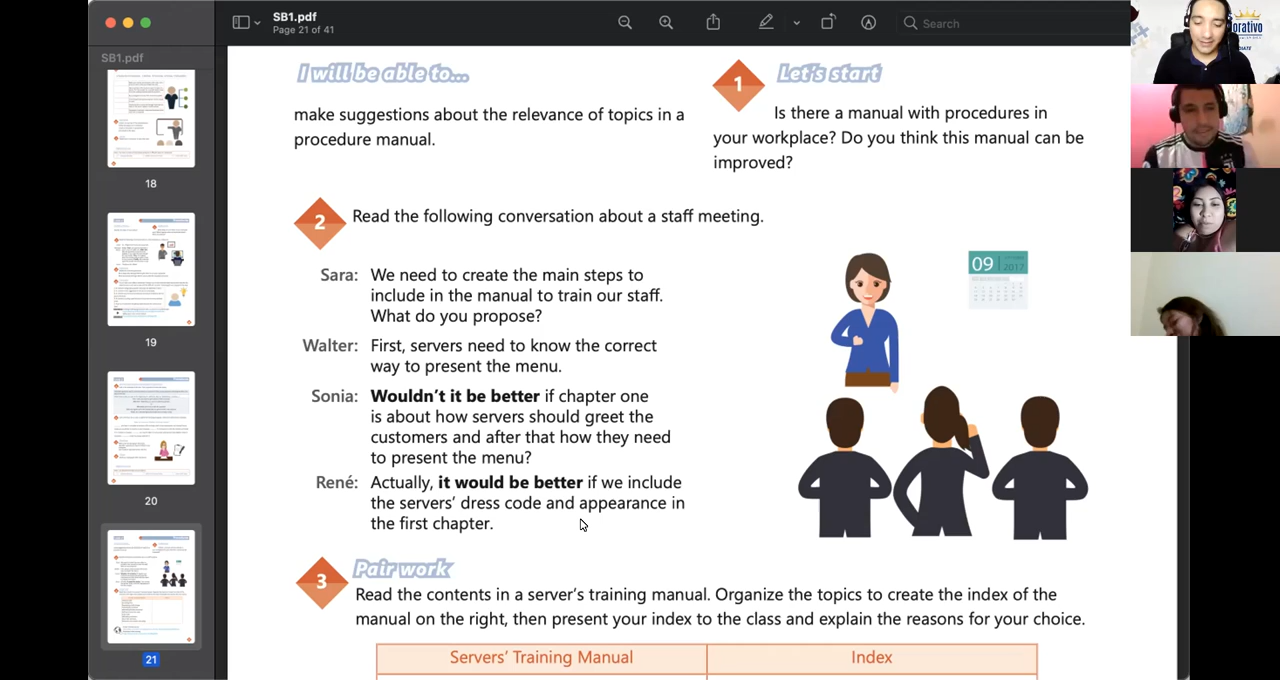 SB1.pdf
Page 21 of 41
Search
SB1.pdf
18
19
20
21
I will be able to...
make suggestions about the relevance of topics in a
procedure manual.
1
Let's start
Is there a manual with procedures in
your workplace? Do you think this manual can be
improved?
2
Read the following conversation about a staff meeting.
Sara: We need to create the main steps to
include in the manual to train our staff.
What do you propose?
Walter: First, servers need to know the correct
way to present the menu.
Sonia: Wouldn't it be better if chapter one
is about how servers should greet the
customers and later than how they need
to present the menu?
René: Actually, it would be better if we include
the servers' dress code and appearance in
the first chapter.
09
2017
3
Pair work
Read the contents in a servers' training manual. Organize the topics to create the index of the
manual on the right, then present your index to the class and explain the reasons for your choice.
Servers' Training Manual
Index
orativo